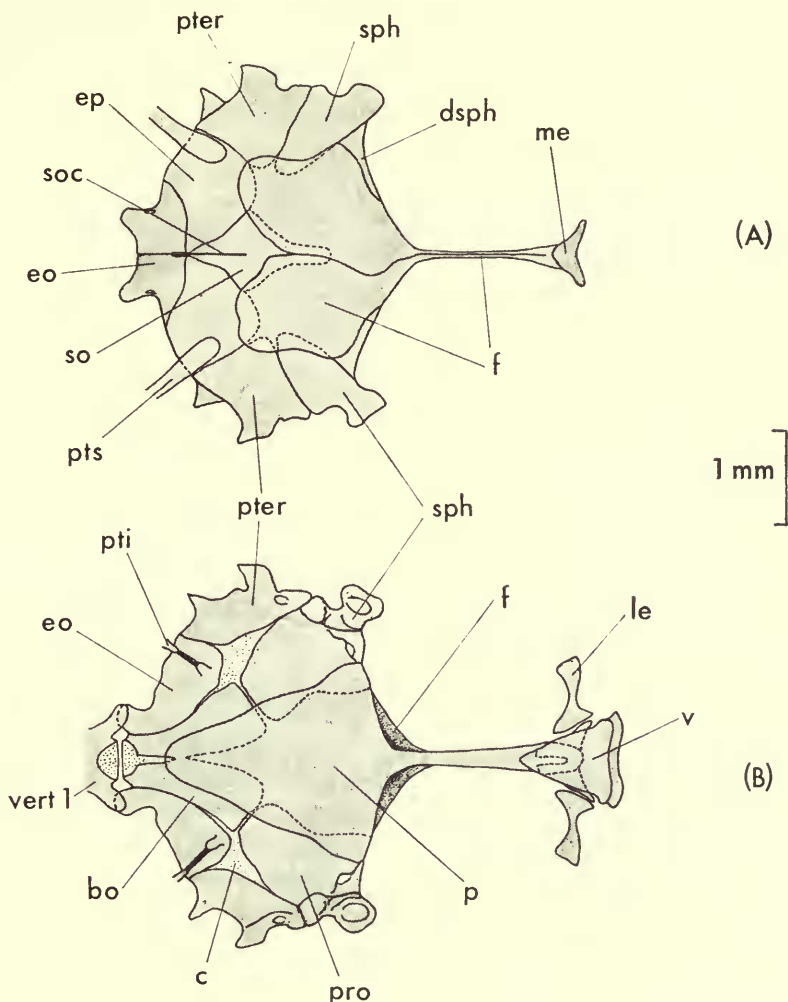 pter
sph
ep
dsph
me
soc
(A)
eo
so
f
pts
1 mm
pter
sph
pti
f
le
eo
v
(B)
vert 1
bo
p
c
pro